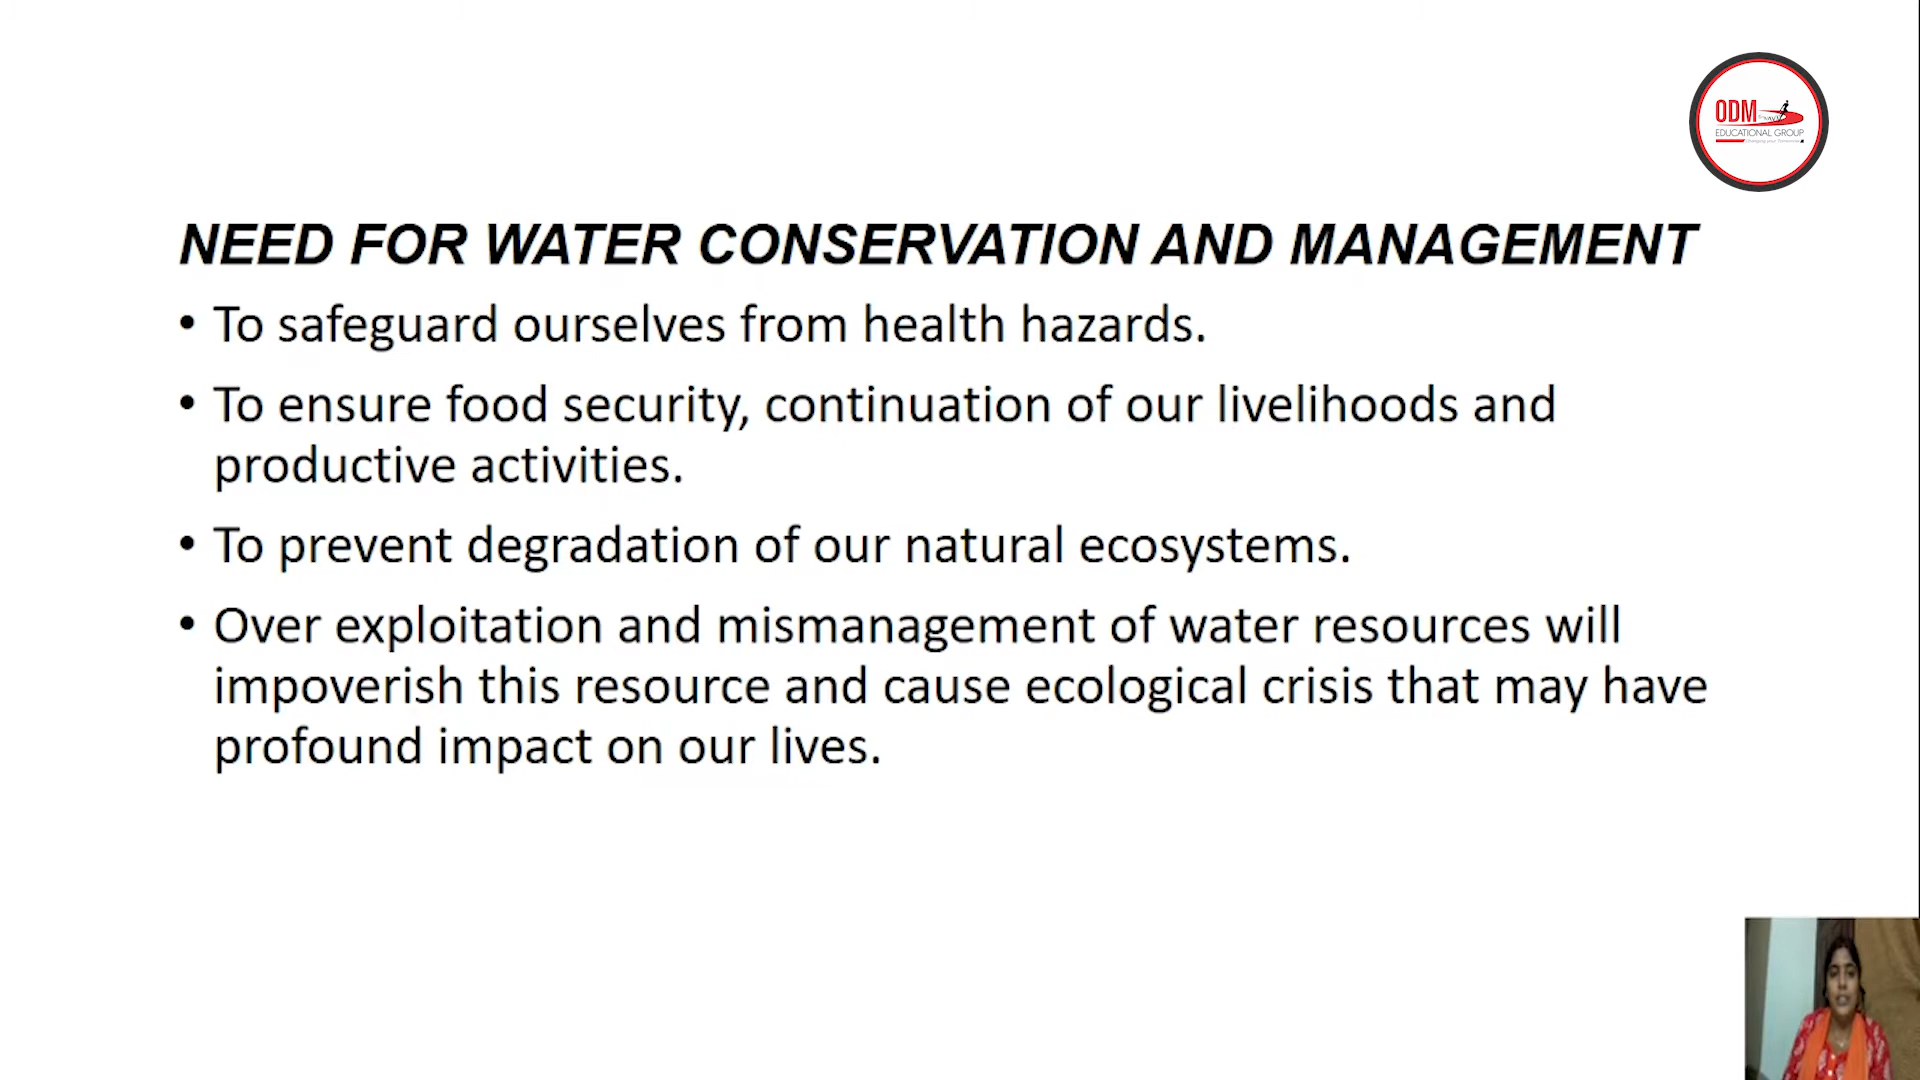 ODM
EDUCATIONAL GROUP
NEED FOR WATER CONSERVATION AND MANAGEMENT
• To safeguard ourselves from health hazards.
• To ensure food security, continuation of our livelihoods and
productive activities.
• To prevent degradation of our natural ecosystems.
• Over exploitation and mismanagement of water resources will
impoverish this resource and cause ecological crisis that may have
profound impact on our lives.